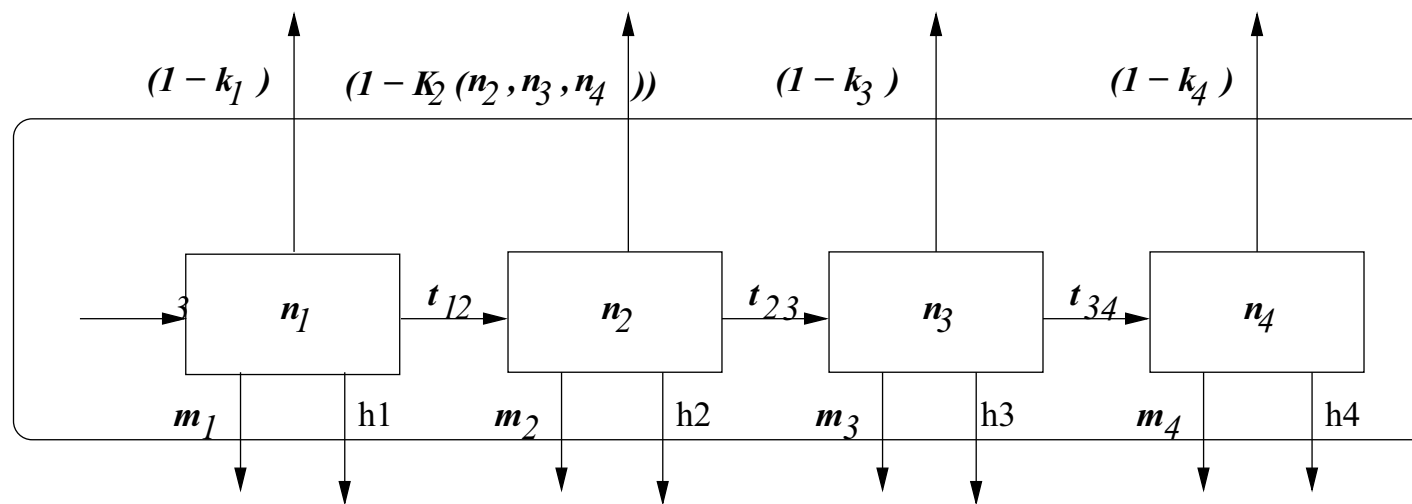 (1 − k1 ) (1 − K2 (n2 ,n3 ,n4 )) (1 − k3 ) (1 − k4 )
3 n1 t12 n2 t23 n3 t34 n4
m1 h1 m2 h2 m3 h3 m4 h4